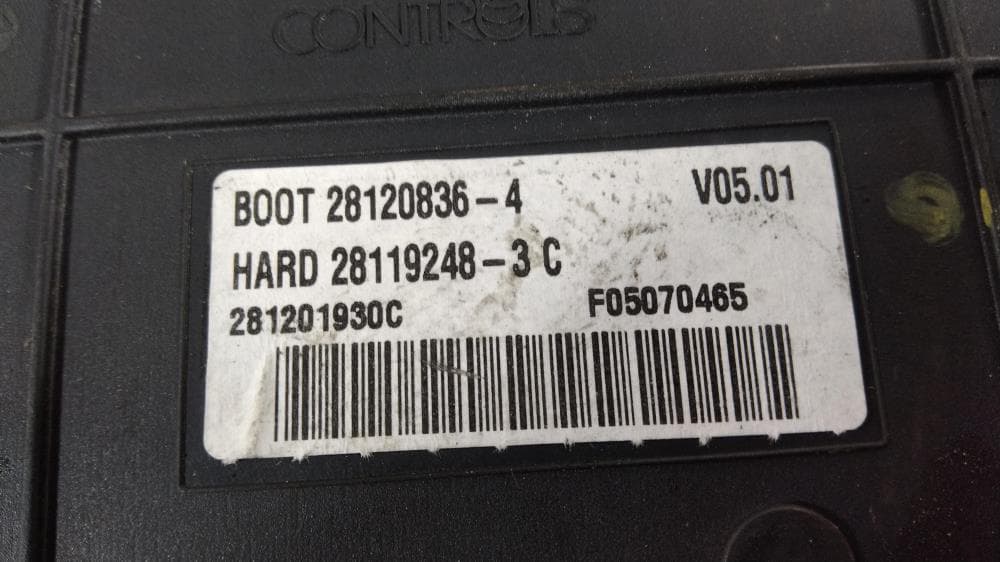 CONTROLS
BOOT 28120836-4 V05.01
HARD 28119248-3 C
281201930C F05070465